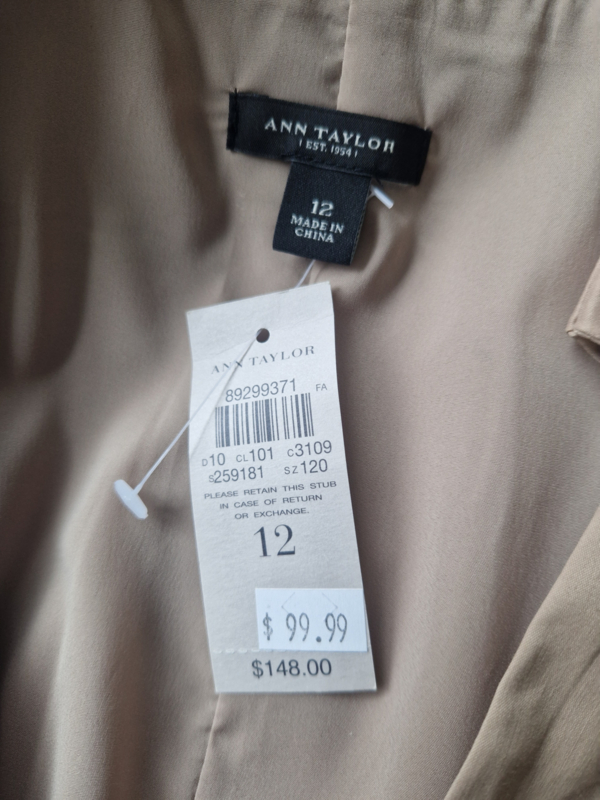 ANN TAYLOR
EST. 1954
12
MADE IN
CHINA
ANN TAYLOR
89299371 FA
D10 CL101 C3109
S259181 SZ120
PLEASE RETAIN THIS STUB
IN CASE OF RETURN
OR EXCHANGE.
12
$ 99.99
$148.00